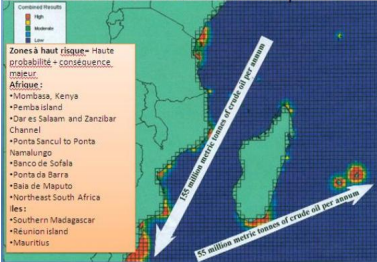 Combined Results
High
Moderate
Low
Zones à haut risque= Haute
probabilité + conséquence
majeur
Afrique :
•Mombasa, Kenya
•Pemba island
•Dar es Salaam and Zanzibar
Channel
•Ponta Sancul to Ponta
Namalungo
•Banco de Sofala
•Ponta da Barra
•Baia de Maputo
•Northeast South Africa
Iles :
•Southern Madagascar
•Réunion island
•Mauritius
155 million metric tonnes of crude oil per annum
55 million metric tonnes of crude oil per annum